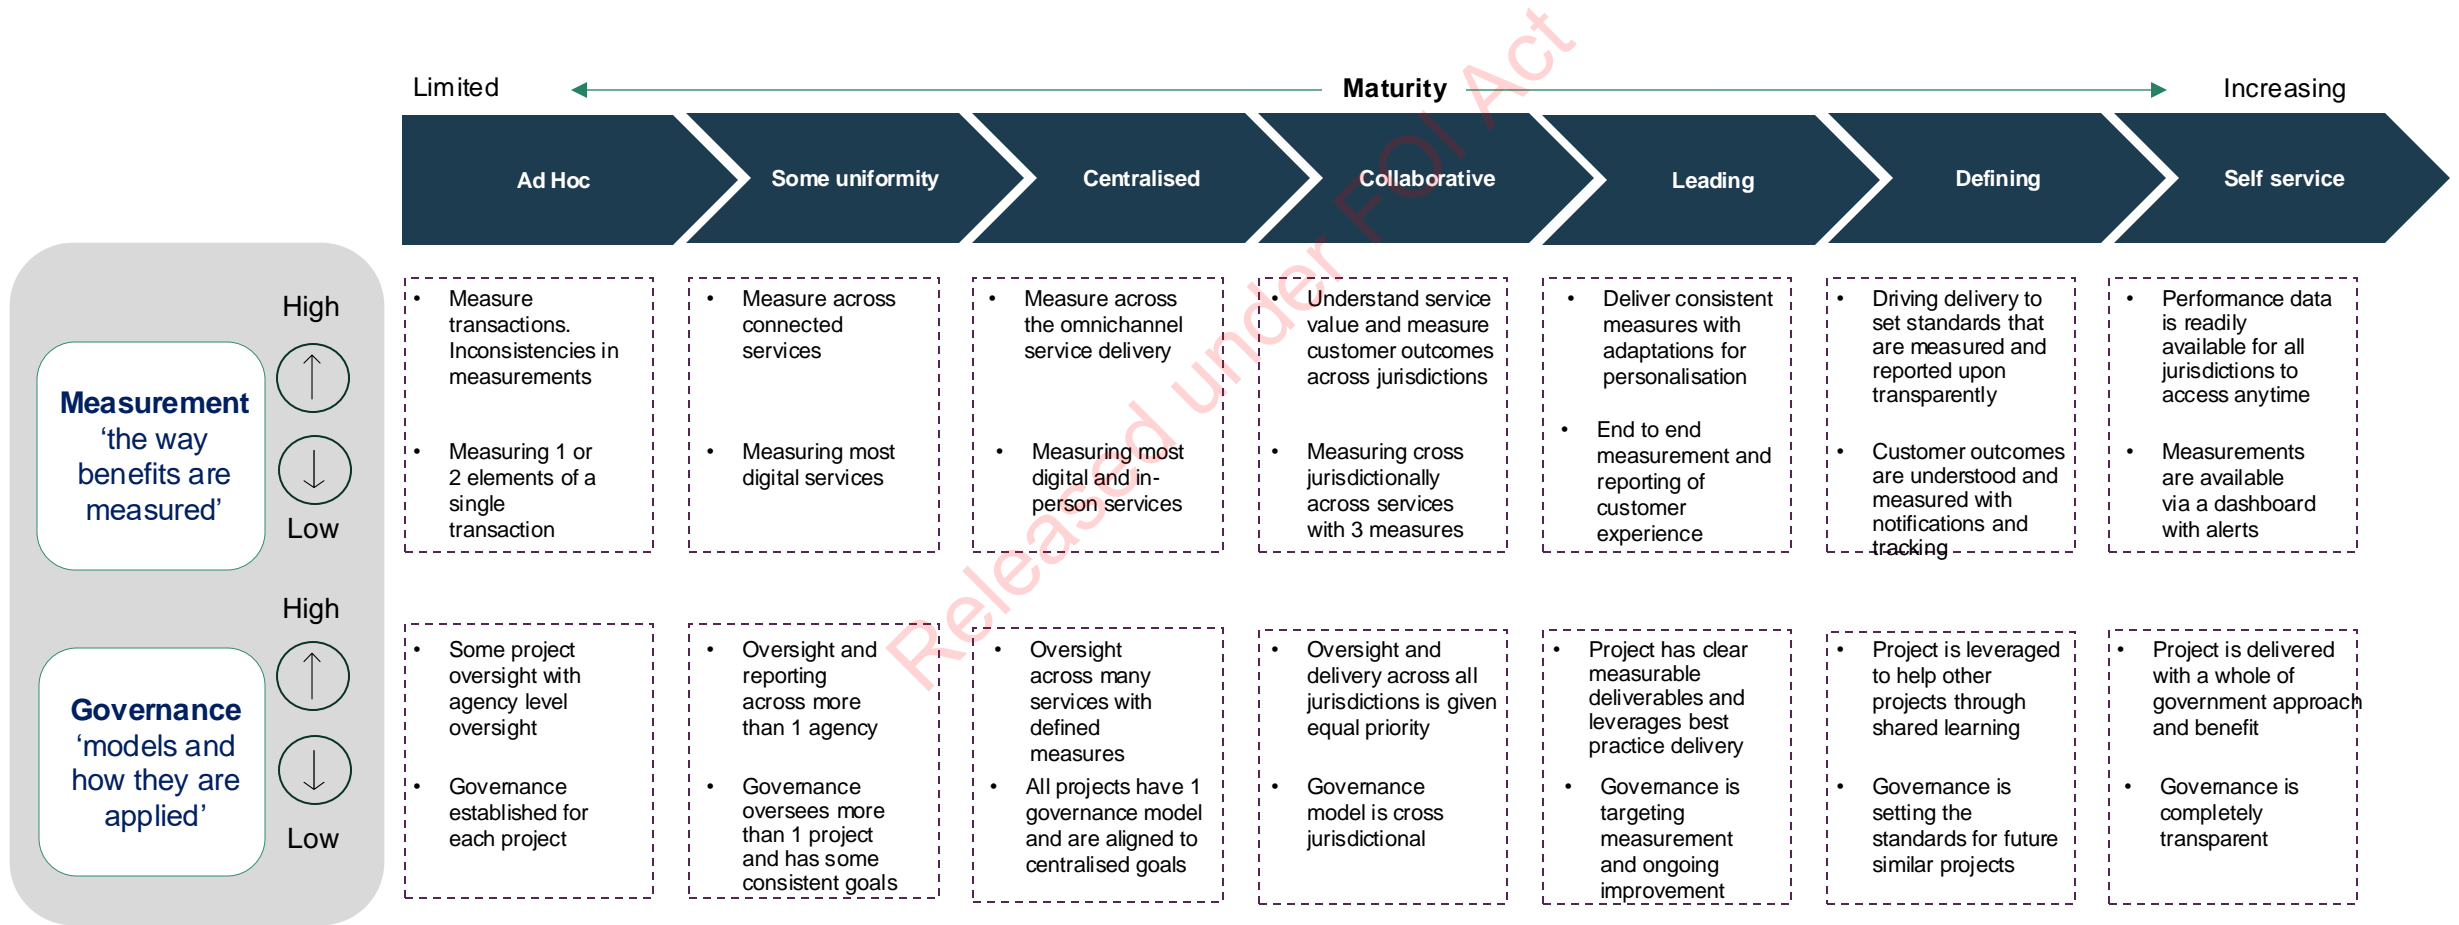 Limited
Maturity
Increasing
Ad Hoc
Some uniformity
Centralised
Collaborative
Leading
Defining
Self service
High
Measurement
‘the way
benefits are
measured’
Low
• Measure
transactions.
Inconsistencies in
measurements
• Measuring 1 or
2 elements of a
single
transaction
• Measure across
connected
services
• Measuring most
digital services
• Measure across
the omnichannel
service delivery
• Measuring most
digital and in-
person services
• Understand service
value and measure
customer outcomes
across jurisdictions
• Measuring cross
jurisdictionally
across services
with 3 measures
• Deliver consistent
measures with
adaptations for
personalisation
• End to end
measurement and
reporting of
customer
experience
• Driving delivery to
set standards that
are measured and
reported upon
transparently
• Customer outcomes
are understood and
measured with
notifications and
tracking
• Performance data
is readily
available for all
jurisdictions to
access anytime
• Measurements
are available
via a dashboard
with alerts
High
Governance
‘models and
how they are
applied’
Low
• Some project
oversight with
agency level
oversight
• Governance
established for
each project
• Oversight and
reporting
across more
than 1 agency
• Governance
oversees more
than 1 project
and has some
consistent goals
• Oversight
across many
services with
defined
measures
• All projects have 1
governance model
and are aligned to
centralised goals
• Oversight and
delivery across all
jurisdictions is given
equal priority
• Governance
model is cross
jurisdictional
• Project has clear
measurable
deliverables and
leverages best
practice delivery
• Governance is
targeting
measurement
and ongoing
improvement
• Project is leveraged
to help other
projects through
shared learning
• Governance is
setting the
standards for future
similar projects
• Project is delivered
with a whole of
government approach
and benefit
• Governance is
completely
transparent
Released under FOI Act